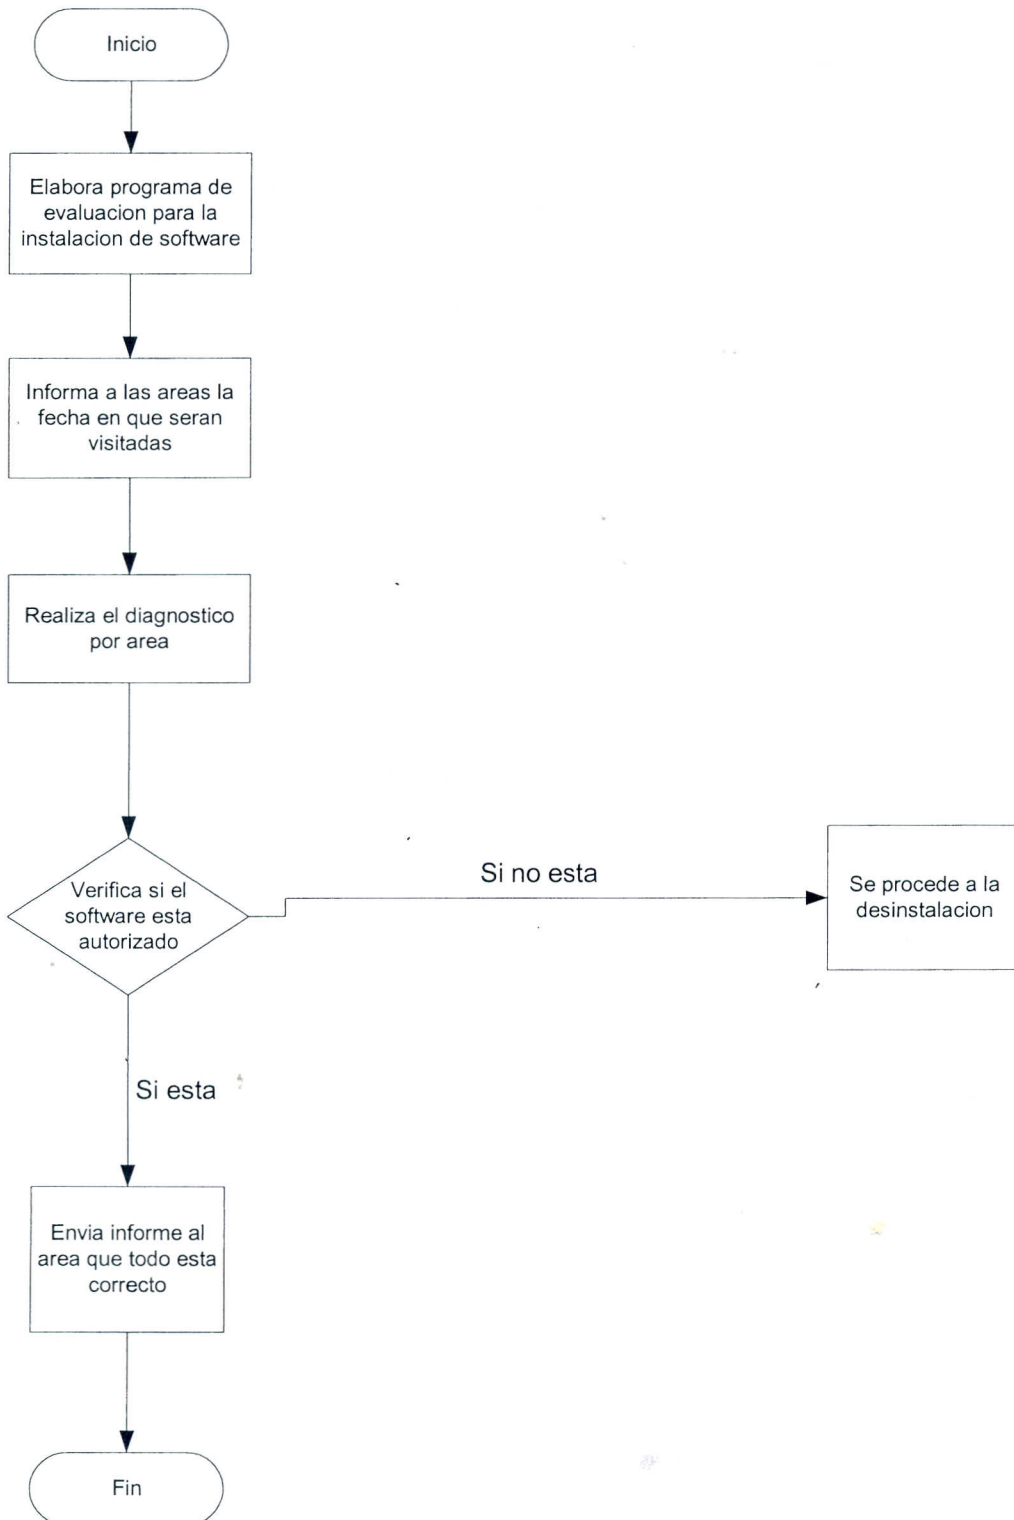 Inicio
Elabora programa de
evaluacion para la
instalacion de software
Informa a las areas la
fecha en que seran
visitadas
Realiza el diagnostico
por area
Verifica si el
software esta
autorizado
Si no esta
Se procede a la
desinstalacion
Si esta
Envia informe al
area que todo esta
correcto
Fin